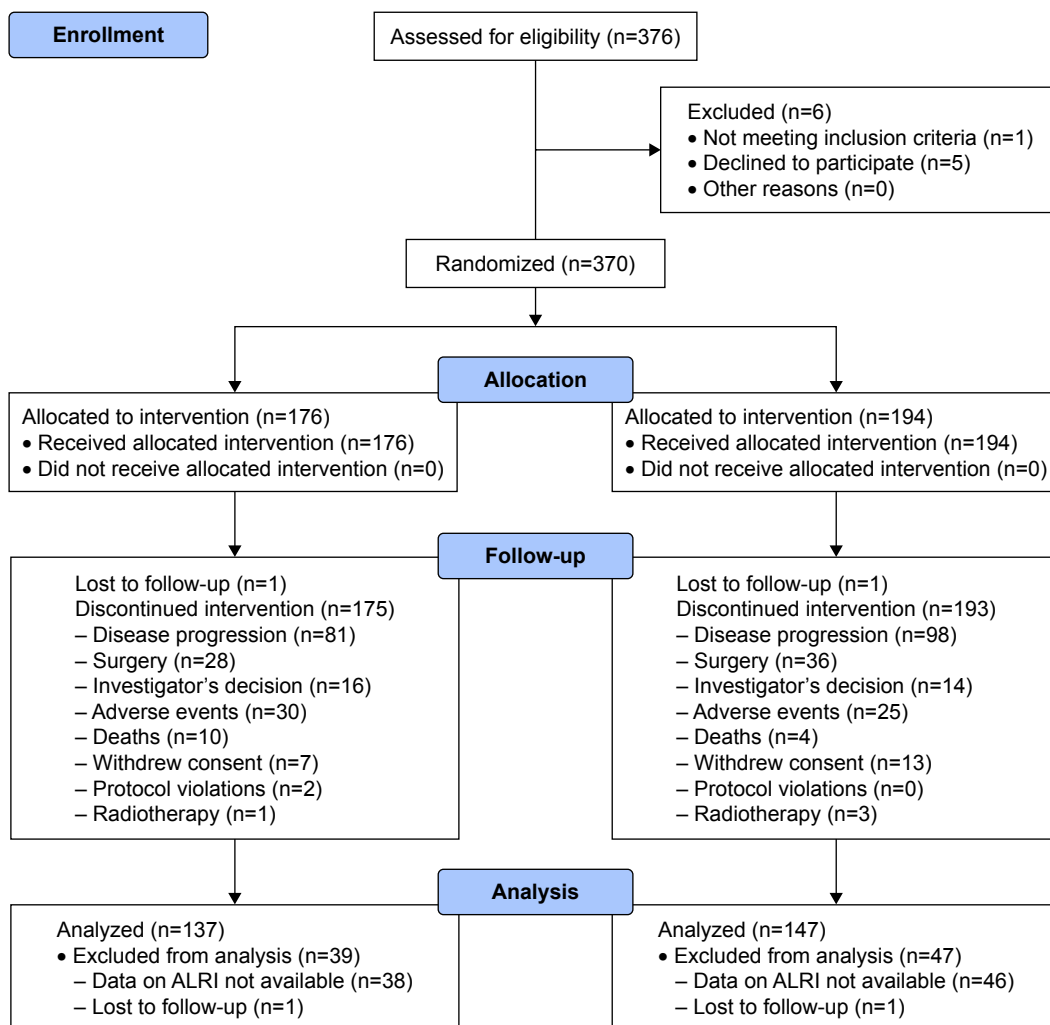 Enrollment
Assessed for eligibility (n=376)
Excluded (n=6)
• Not meeting inclusion criteria (n=1)
• Declined to participate (n=5)
• Other reasons (n=0)
Randomized (n=370)
Allocation
Allocated to intervention (n=176)
• Received allocated intervention (n=176)
• Did not receive allocated intervention (n=0)
Allocated to intervention (n=194)
• Received allocated intervention (n=194)
• Did not receive allocated intervention (n=0)
Follow-up
Lost to follow-up (n=1)
Discontinued intervention (n=175)
– Disease progression (n=81)
– Surgery (n=28)
– Investigator’s decision (n=16)
– Adverse events (n=30)
– Deaths (n=10)
– Withdrew consent (n=7)
– Protocol violations (n=2)
– Radiotherapy (n=1)
Lost to follow-up (n=1)
Discontinued intervention (n=193)
– Disease progression (n=98)
– Surgery (n=36)
– Investigator’s decision (n=14)
– Adverse events (n=25)
– Deaths (n=4)
– Withdrew consent (n=13)
– Protocol violations (n=0)
– Radiotherapy (n=3)
Analysis
Analyzed (n=137)
• Excluded from analysis (n=39)
– Data on ALRI not available (n=38)
– Lost to follow-up (n=1)
Analyzed (n=147)
• Excluded from analysis (n=47)
– Data on ALRI not available (n=46)
– Lost to follow-up (n=1)